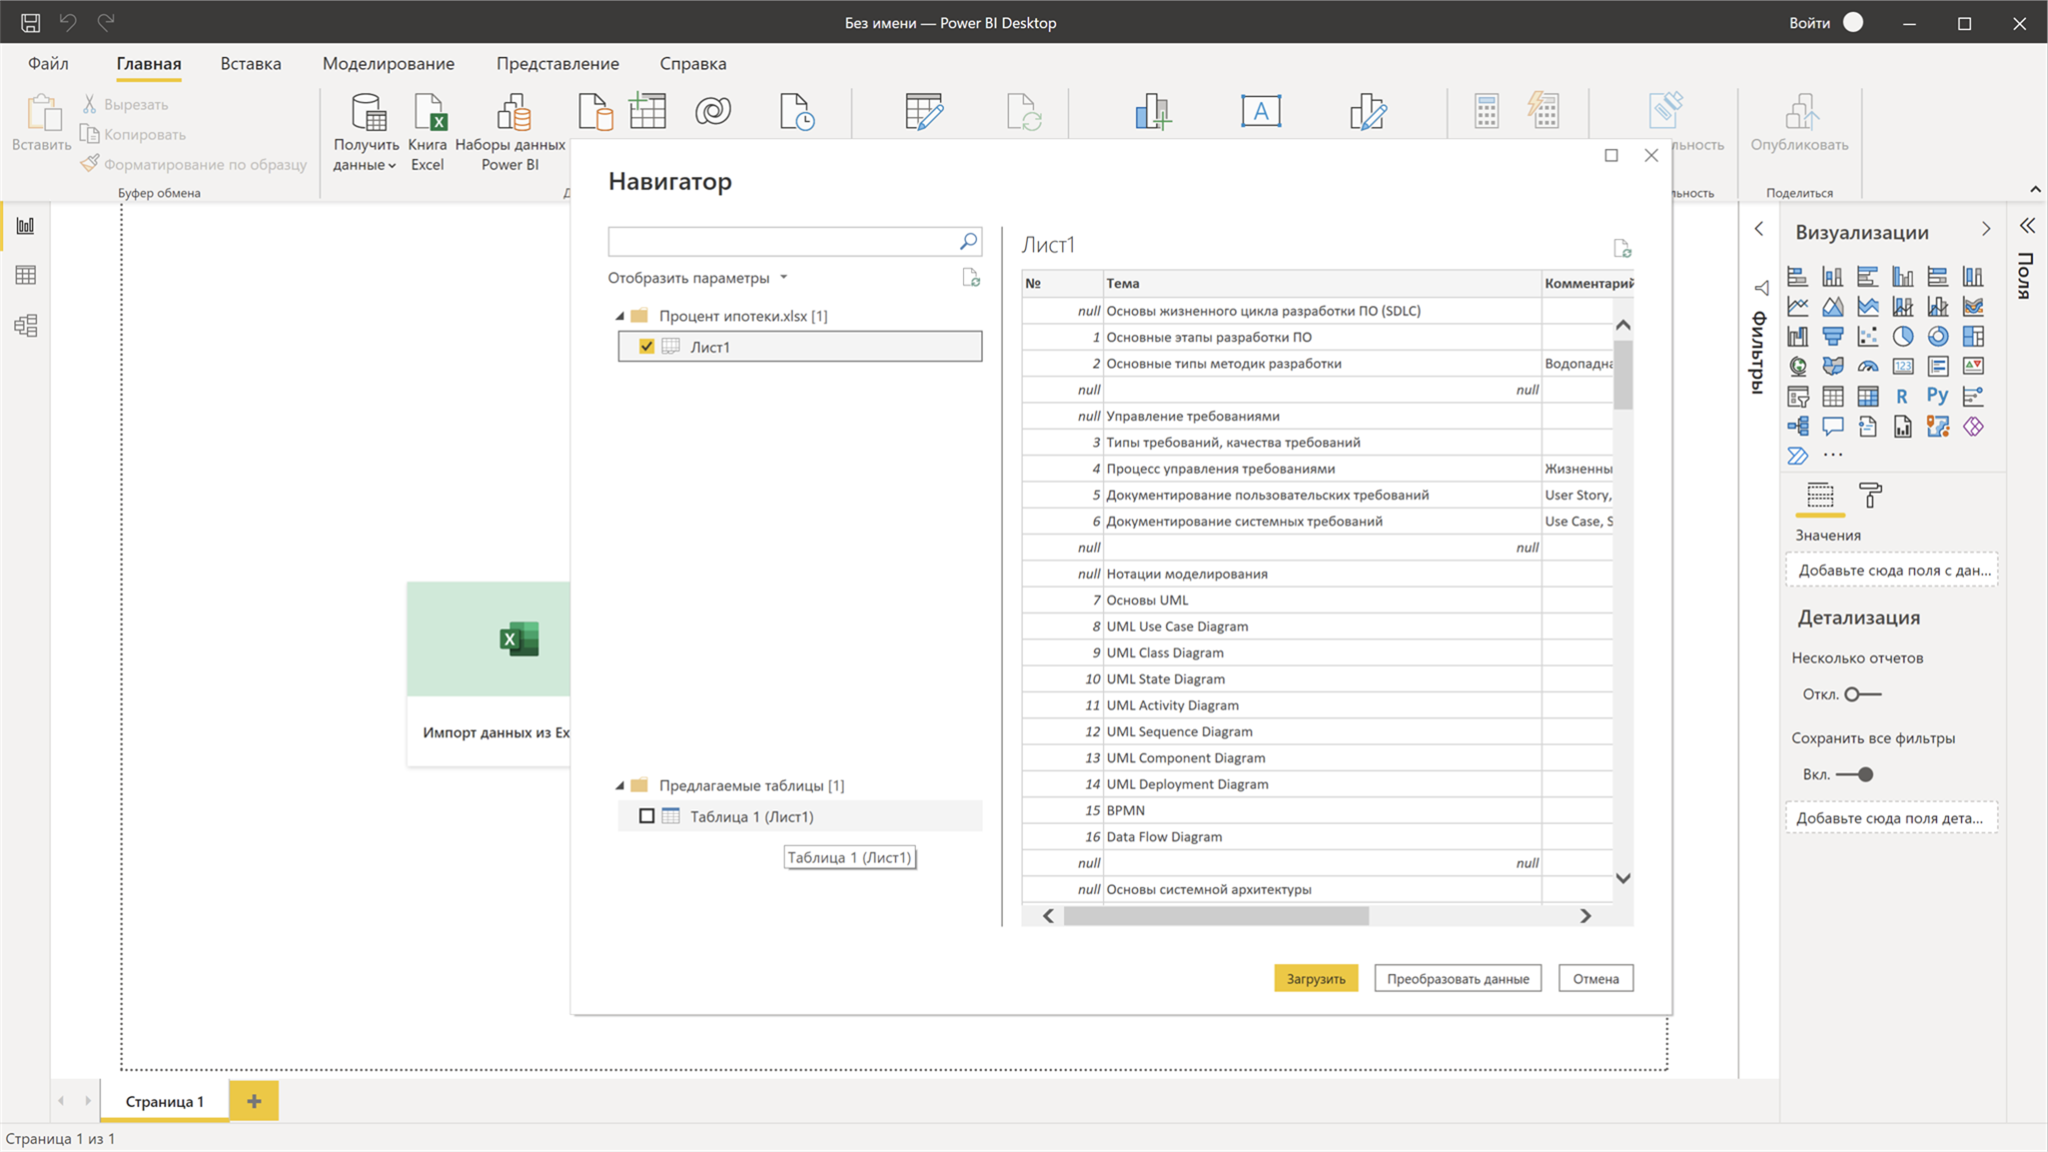 Без имени — Power BI Desktop
Войти
Файл
Главная
Вставка
Моделирование
Представление
Справка
Вставить
Вырезать
Копировать
Форматирование по образцу
Буфер обмена
Получить данные
Книга Excel
Наборы данных Power BI
Опубликовать
Поделиться
Навигатор
Отобразить параметры
Процент ипотеки.xlsx [1]
Лист1
Предлагаемые таблицы [1]
Таблица 1 (Лист1)
Таблица 1 (Лист1)
Лист1
№ Тема Комментарий
null Основы жизненного цикла разработки ПО (SDLC)
1 Основные этапы разработки ПО
2 Основные типы методик разработки Водопадна
null null
null Управление требованиями
3 Типы требований, качества требований
4 Процесс управления требованиями Жизненны
5 Документирование пользовательских требований User Story,
6 Документирование системных требований Use Case, S
null null
null Нотации моделирования
7 Основы UML
8 UML Use Case Diagram
9 UML Class Diagram
10 UML State Diagram
11 UML Activity Diagram
12 UML Sequence Diagram
13 UML Component Diagram
14 UML Deployment Diagram
15 BPMN
16 Data Flow Diagram
null null
null Основы системной архитектуры
Загрузить
Преобразовать данные
Отмена
Импорт данных из Ex
Фильтры
Визуализации
R
Py
123
Значения
Добавьте сюда поля с дан...
Детализация
Несколько отчетов
Откл.
Сохранить все фильтры
Вкл.
Добавьте сюда поля дета...
Поля
Страница 1
Страница 1 из 1